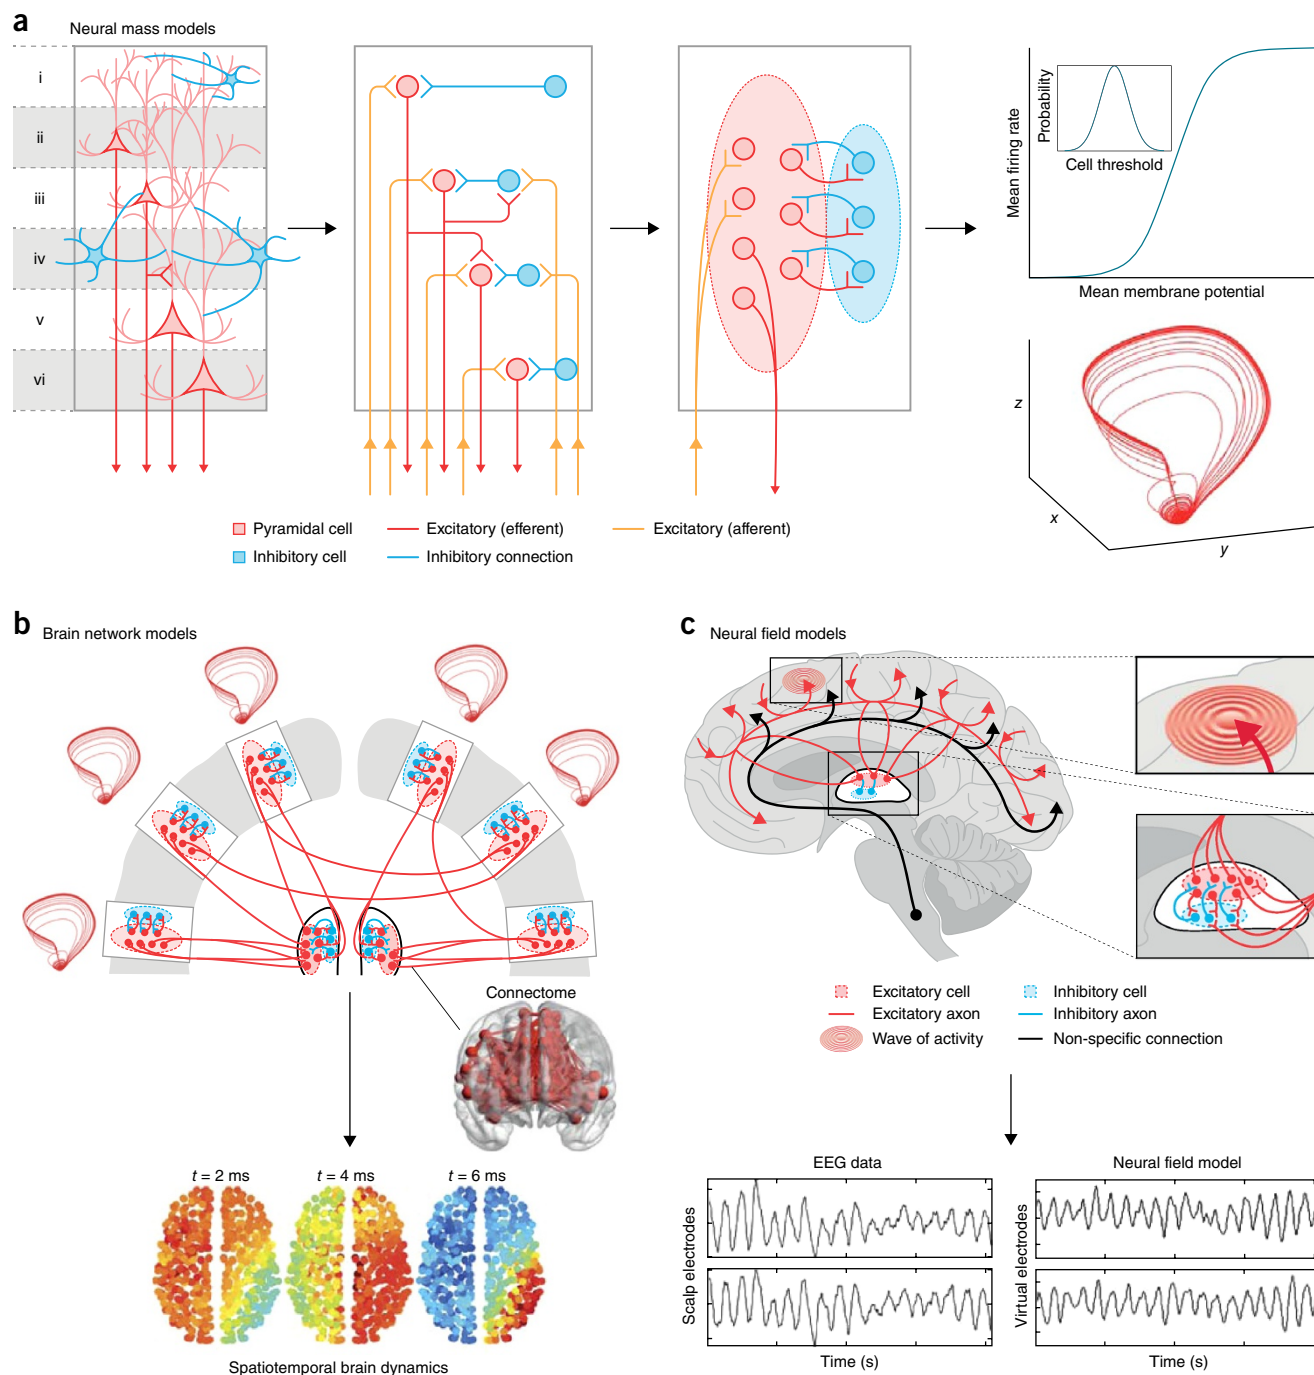 a
Neural mass models
i
ii
iii
iv
v
vi
Mean firing rate
Probability
Cell threshold
Mean membrane potential
z
x
y
Pyramidal cell
Excitatory (efferent)
Excitatory (afferent)
Inhibitory cell
Inhibitory connection
b
Brain network models
Connectome
t = 2 ms
t = 4 ms
t = 6 ms
Spatiotemporal brain dynamics
c
Neural field models
Excitatory cell
Inhibitory cell
Excitatory axon
Inhibitory axon
Wave of activity
Non-specific connection
EEG data
Neural field model
Scalp electrodes
Virtual electrodes
Time (s)
Time (s)